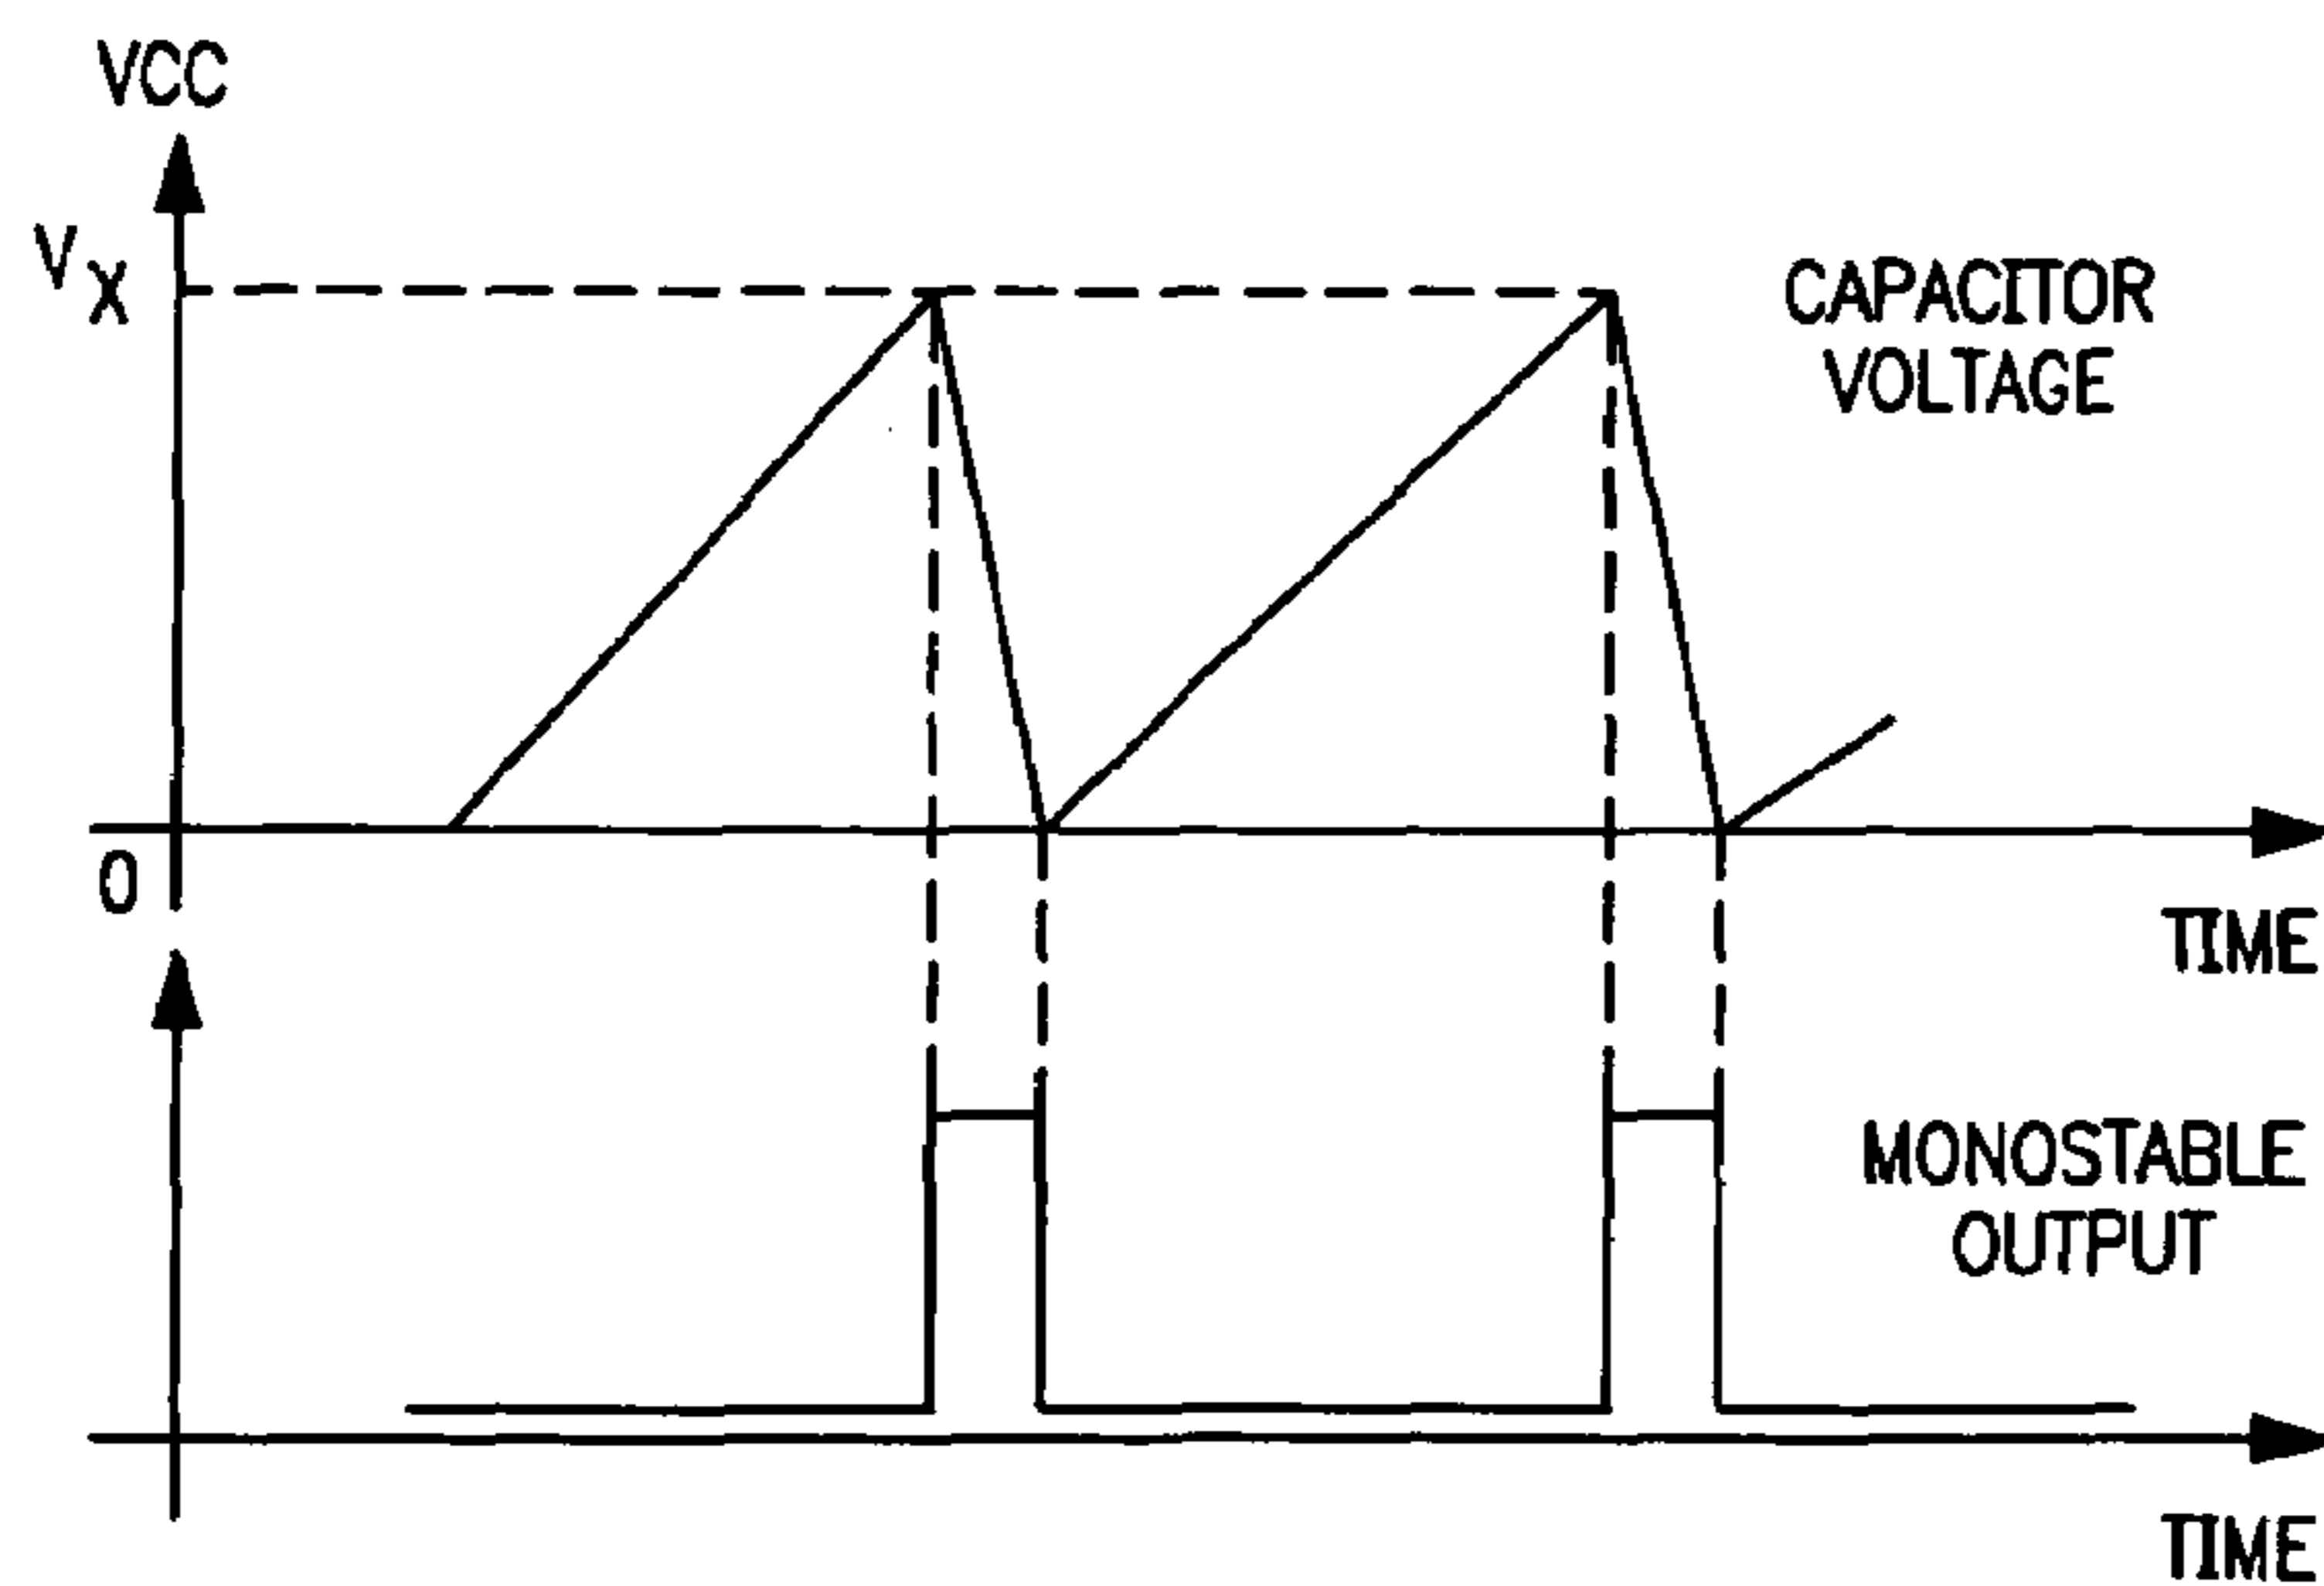 VCC
VX
CAPACITOR
VOLTAGE
0
TIME
MONOSTABLE
OUTPUT
TIME